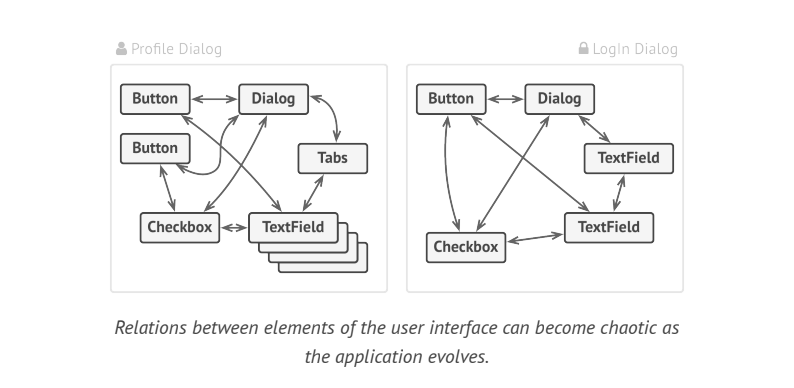 Profile Dialog
Button
Dialog
Button
Tabs
Checkbox
TextField
LogIn Dialog
Button
Dialog
TextField
TextField
Checkbox
Relations between elements of the user interface can become chaotic as
the application evolves.